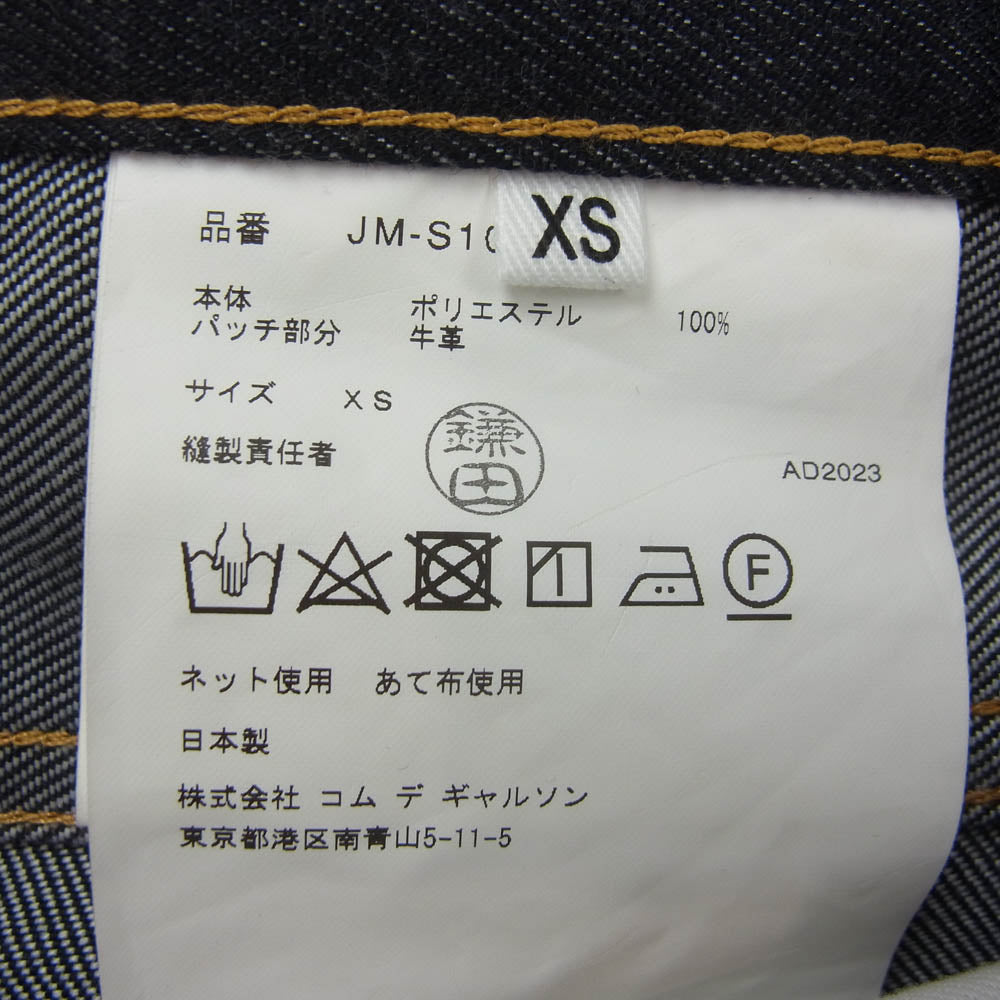 XS
品番 JM-S10
本体 ポリエステル 100%
パッチ部分 牛革
サイズ XS
縫製責任者 鎌田
AD2023
F
ネット使用 あて布使用
日本製
株式会社 コム デ ギャルソン
東京都港区南青山5-11-5